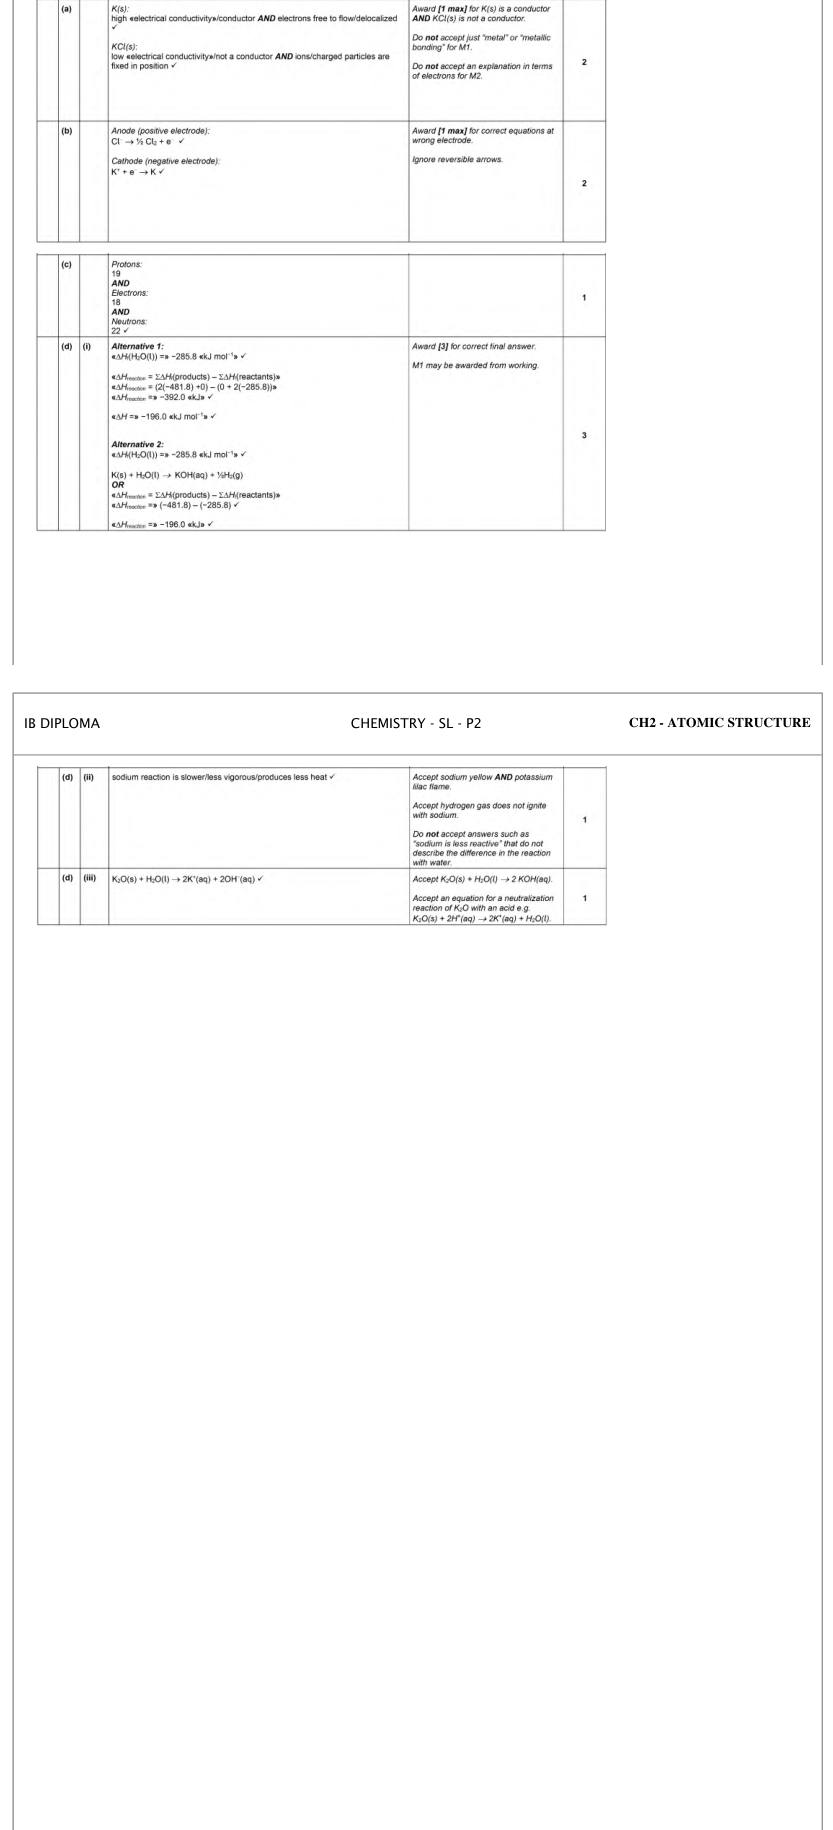 (a)
K(s):
high «electrical conductivity»/conductor AND electrons free to flow/delocalized
✓
KCl(s):
low «electrical conductivity»/not a conductor AND ions/charged particles are
fixed in position ✓
Award [1 max] for K(s) is a conductor
AND KCl(s) is not a conductor.
Do not accept just "metal" or "metallic
bonding" for M1.
Do not accept an explanation in terms
of electrons for M2.
2
(b)
Anode (positive electrode):
Cl⁻ → ½ Cl₂ + e⁻ ✓
Cathode (negative electrode):
K⁺ + e⁻ → K ✓
Award [1 max] for correct equations at
wrong electrode.
Ignore reversible arrows.
2
(c)
Protons:
19
AND
Electrons:
18
AND
Neutrons:
22 ✓
1
(d) (i)
Alternative 1:
«ΔHf(H₂O(l)) =» −285.8 «kJ mol⁻¹» ✓
«ΔHreaction = ΣΔHf(products) − ΣΔHf(reactants)»
«ΔHreaction = (2(−481.8) +0) − (0 + 2(−285.8))»
«ΔHreaction =» −392.0 «kJ» ✓
«ΔH =» −196.0 «kJ mol⁻¹» ✓
Alternative 2:
«ΔHf(H₂O(l)) =» −285.8 «kJ mol⁻¹» ✓
K(s) + H₂O(l) → KOH(aq) + ½H₂(g)
OR
«ΔHreaction = ΣΔHf(products) − ΣΔHf(reactants)»
«ΔHreaction =» (−481.8) − (−285.8) ✓
«ΔHreaction =» −196.0 «kJ» ✓
Award [3] for correct final answer.
M1 may be awarded from working.
3
IB DIPLOMA CHEMISTRY - SL - P2 CH2 - ATOMIC STRUCTURE
(d) (ii)
sodium reaction is slower/less vigorous/produces less heat ✓
Accept sodium yellow AND potassium
lilac flame.
Accept hydrogen gas does not ignite
with sodium.
Do not accept answers such as
"sodium is less reactive" that do not
describe the difference in the reaction
with water.
1
(d) (iii)
K₂O(s) + H₂O(l) → 2K⁺(aq) + 2OH⁻(aq) ✓
Accept K₂O(s) + H₂O(l) → 2 KOH(aq).
Accept an equation for a neutralization
reaction of K₂O with an acid e.g.
K₂O(s) + 2H⁺(aq) → 2K⁺(aq) + H₂O(l).
1